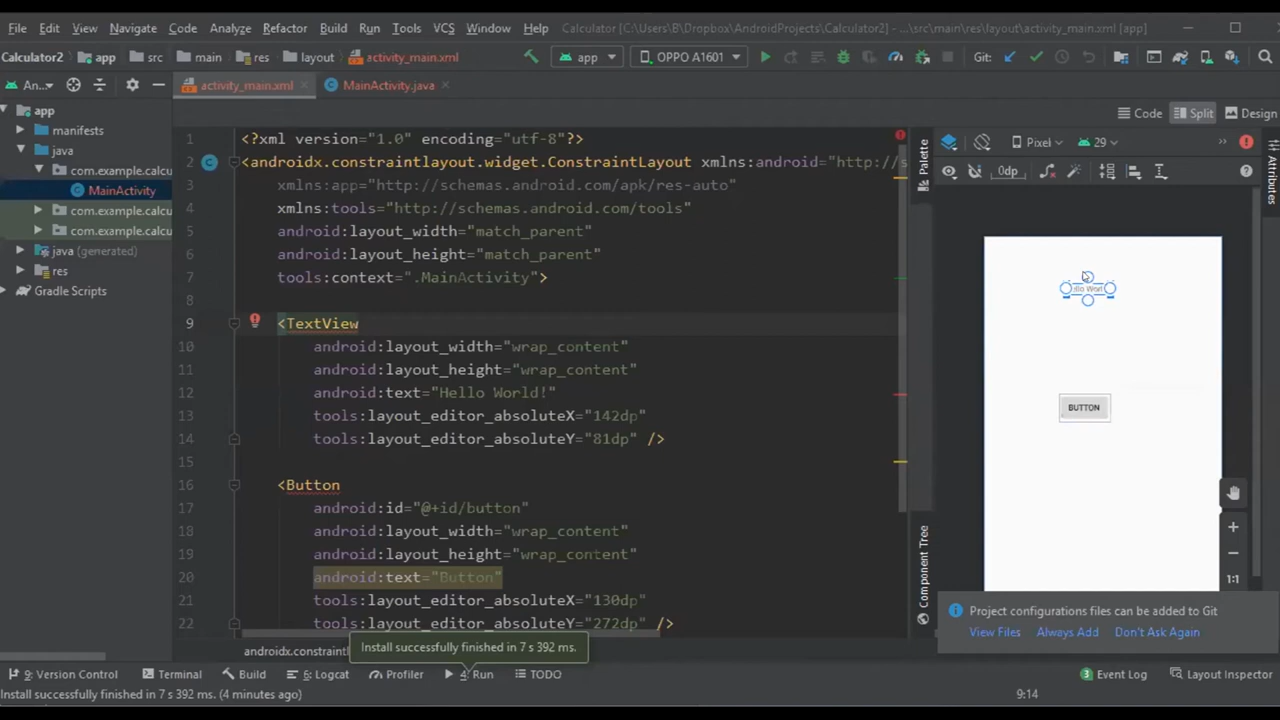 File Edit View Navigate Code Analyze Refactor Build Run Tools VCS Window Help Calculator [C:\Users\B\Dropbox\AndroidProjects\Calculator2] ...\src\main\res\layout\activity_main.xml [app]
Calculator2 app src main res layout activity_main.xml app OPPO A1601 Git:
An... activity_main.xml MainActivity.java
Code Split Design
app
manifests
java
com.example.calcu
MainActivity
com.example.calcu
com.example.calcu
java (generated)
res
Gradle Scripts
1 <?xml version="1.0" encoding="utf-8"?>
2 <androidx.constraintlayout.widget.ConstraintLayout xmlns:android="http://s
3 xmlns:app="http://schemas.android.com/apk/res-auto"
4 xmlns:tools="http://schemas.android.com/tools"
5 android:layout_width="match_parent"
6 android:layout_height="match_parent"
7 tools:context=".MainActivity">
8
9 <TextView
10 android:layout_width="wrap_content"
11 android:layout_height="wrap_content"
12 android:text="Hello World!"
13 tools:layout_editor_absoluteX="142dp"
14 tools:layout_editor_absoluteY="81dp" />
15
16 <Button
17 android:id="@+id/button"
18 android:layout_width="wrap_content"
19 android:layout_height="wrap_content"
20 android:text="Button"
21 tools:layout_editor_absoluteX="130dp"
22 tools:layout_editor_absoluteY="272dp" />
androidx.constraintl
Install successfully finished in 7 s 392 ms.
Palette
Component Tree
Pixel 29
0dp
Attributes
BUTTON
1:1
Project configurations files can be added to Git
View Files Always Add Don't Ask Again
9: Version Control Terminal Build 6: Logcat Profiler 4: Run TODO 3 Event Log Layout Inspector
Install successfully finished in 7 s 392 ms. (4 minutes ago) 9:14